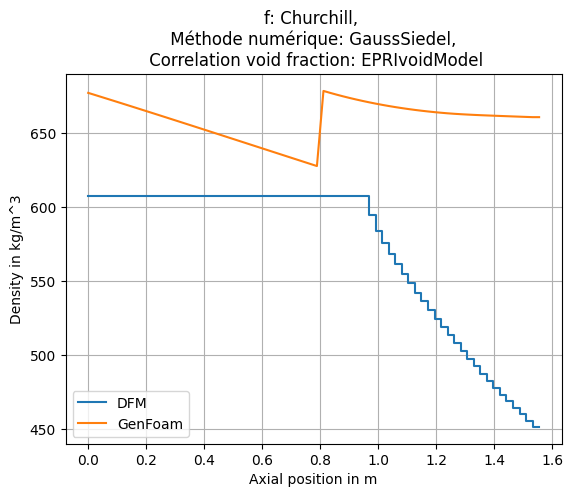 f: Churchill,
Méthode numérique: GaussSiedel,
Correlation void fraction: EPRIvoidModel
Density in kg/m^3
650
600
550
500
450
DFM
GenFoam
0.0 0.2 0.4 0.6 0.8 1.0 1.2 1.4 1.6
Axial position in m